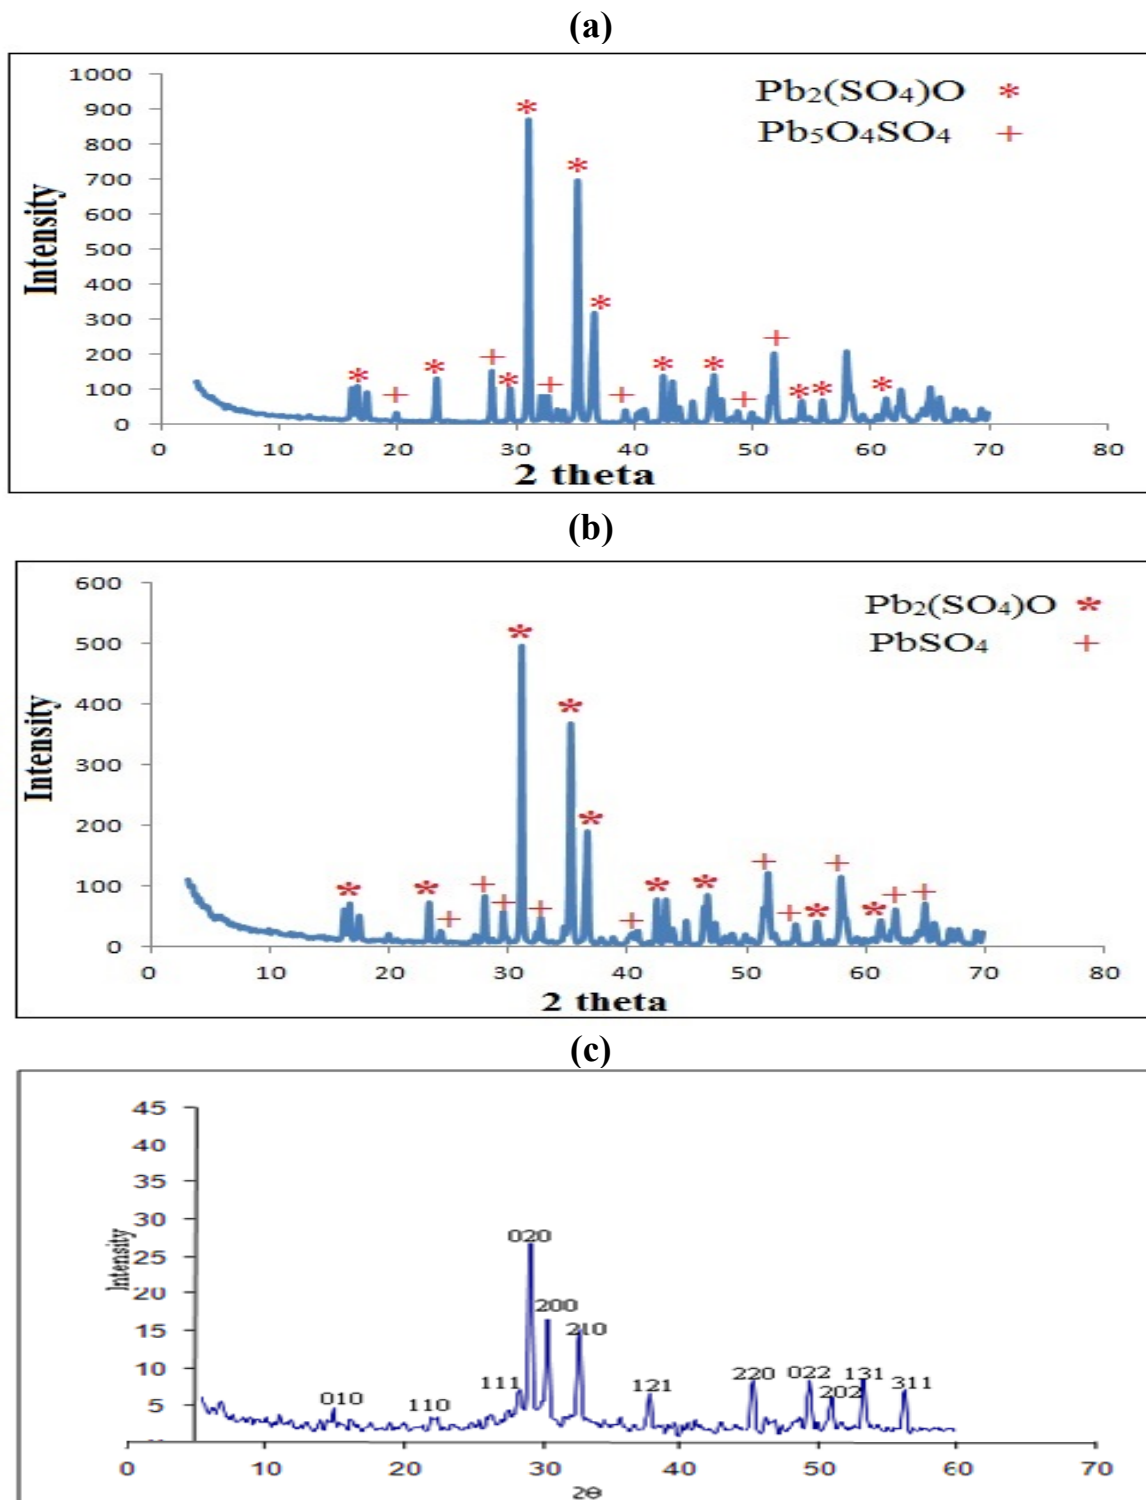 (a)
Pb₂(SO₄)O *
Pb₅O₄SO₄ +
Intensity
1000
900
800
700
600
500
400
300
200
100
0
0 10 20 30 40 50 60 70 80
2 theta
(b)
Pb₂(SO₄)O *
PbSO₄ +
Intensity
600
500
400
300
200
100
0
0 10 20 30 40 50 60 70 80
2 theta
(c)
Intensity
45
40
35
30
25
20
15
10
5
010 110 111 020 200 210 121 220 022 202 131 311
0 10 20 30 40 50 60 70
2Θ